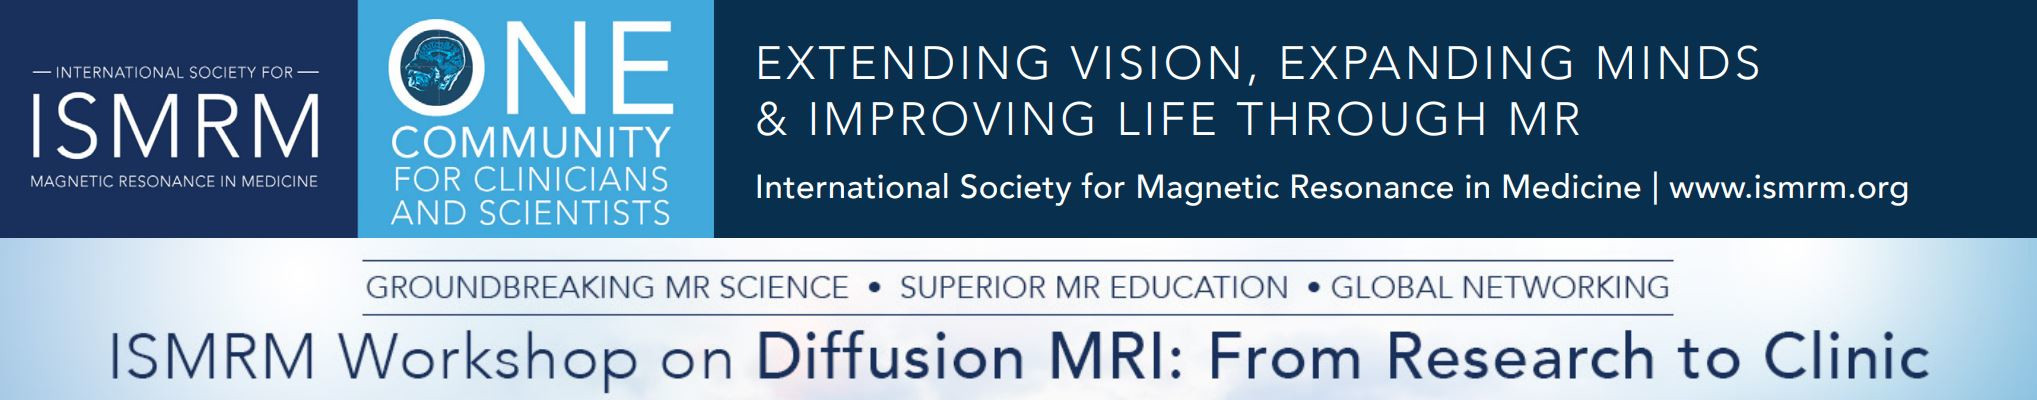 — INTERNATIONAL SOCIETY FOR —
ISMRM
MAGNETIC RESONANCE IN MEDICINE
ONE
COMMUNITY
FOR CLINICIANS
AND SCIENTISTS
EXTENDING VISION, EXPANDING MINDS
& IMPROVING LIFE THROUGH MR
International Society for Magnetic Resonance in Medicine | www.ismrm.org
GROUNDBREAKING MR SCIENCE • SUPERIOR MR EDUCATION • GLOBAL NETWORKING
ISMRM Workshop on Diffusion MRI: From Research to Clinic